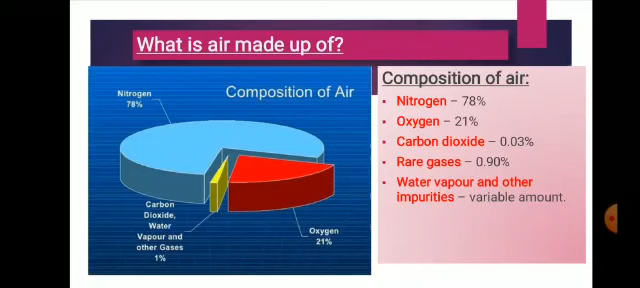 What is air made up of?
Nitrogen
78%
Composition of Air
Carbon
Dioxide,
Water
Vapour and
other Gases
1%
Oxygen
21%
Composition of air:
Nitrogen – 78%
Oxygen – 21%
Carbon dioxide – 0.03%
Rare gases – 0.90%
Water vapour and other
impurities – variable amount.